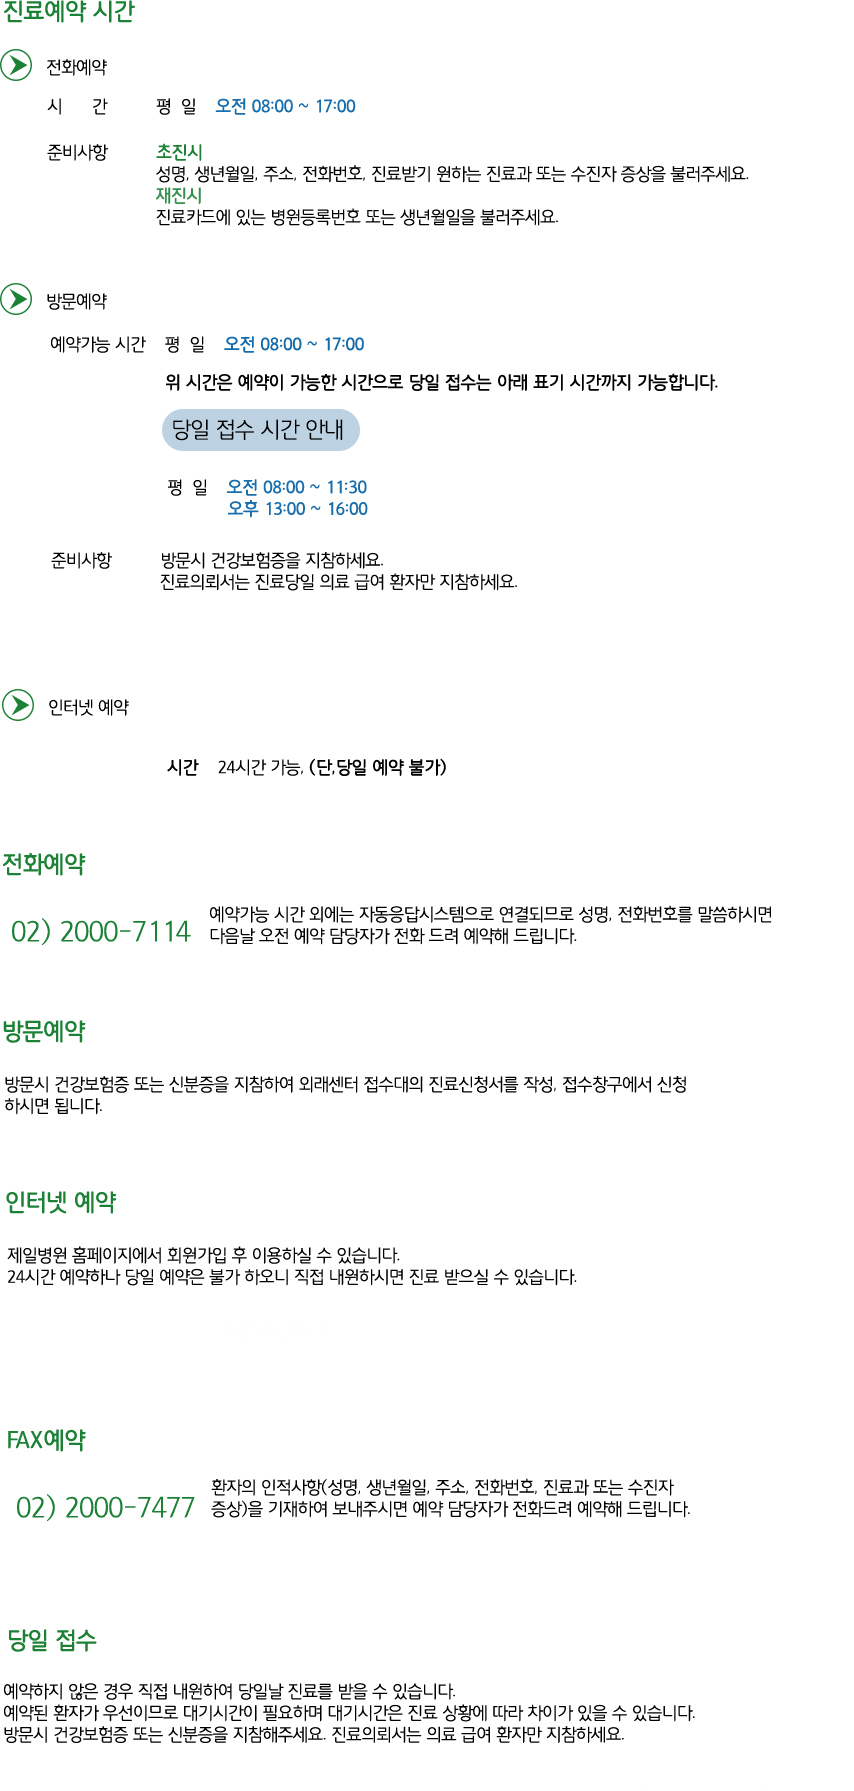 진료예약 시간
전화예약
시 간 평 일 오전 08:00 ~ 17:00
준비사항 초진시
성명, 생년월일, 주소, 전화번호, 진료받기 원하는 진료과 또는 수진자 증상을 불러주세요.
재진시
진료카드에 있는 병원등록번호 또는 생년월일을 불러주세요.
방문예약
예약가능 시간 평 일 오전 08:00 ~ 17:00
위 시간은 예약이 가능한 시간으로 당일 접수는 아래 표기 시간까지 가능합니다.
당일 접수 시간 안내
평 일 오전 08:00 ~ 11:30
오후 13:00 ~ 16:00
준비사항 방문시 건강보험증을 지참하세요.
진료의뢰서는 진료당일 의료 급여 환자만 지참하세요.
인터넷 예약
시간 24시간 가능, (단,당일 예약 불가)
전화예약
02) 2000-7114 예약가능 시간 외에는 자동응답시스템으로 연결되므로 성명, 전화번호를 말씀하시면
다음날 오전 예약 담당자가 전화 드려 예약해 드립니다.
방문예약
방문시 건강보험증 또는 신분증을 지참하여 외래센터 접수대의 진료신청서를 작성, 접수창구에서 신청
하시면 됩니다.
인터넷 예약
제일병원 홈페이지에서 회원가입 후 이용하실 수 있습니다.
24시간 예약하나 당일 예약은 불가 하오니 직접 내원하시면 진료 받으실 수 있습니다.
FAX예약
02) 2000-7477 환자의 인적사항(성명, 생년월일, 주소, 전화번호, 진료과 또는 수진자
증상)을 기재하여 보내주시면 예약 담당자가 전화드려 예약해 드립니다.
당일 접수
예약하지 않은 경우 직접 내원하여 당일날 진료를 받을 수 있습니다.
예약된 환자가 우선이므로 대기시간이 필요하며 대기시간은 진료 상황에 따라 차이가 있을 수 있습니다.
방문시 건강보험증 또는 신분증을 지참해주세요. 진료의뢰서는 의료 급여 환자만 지참하세요.